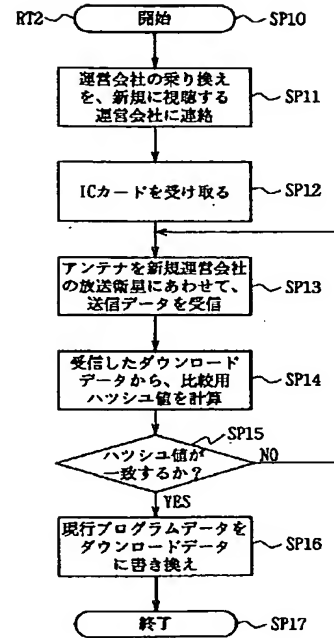 RT2
開始
SP10
運営会社の乗り換え
を、新規に視聴する
運営会社に連絡
SP11
ICカードを受け取る
SP12
アンテナを新規運営会社
の放送衛星にあわせて、
送信データを受信
SP13
受信したダウンロード
データから、比較用
ハツシユ値を計算
SP14
SP15
ハツシユ値が
一致するか?
NO
YES
現行プログラムデータを
ダウンロードデータ
に書き換え
SP16
終了
SP17